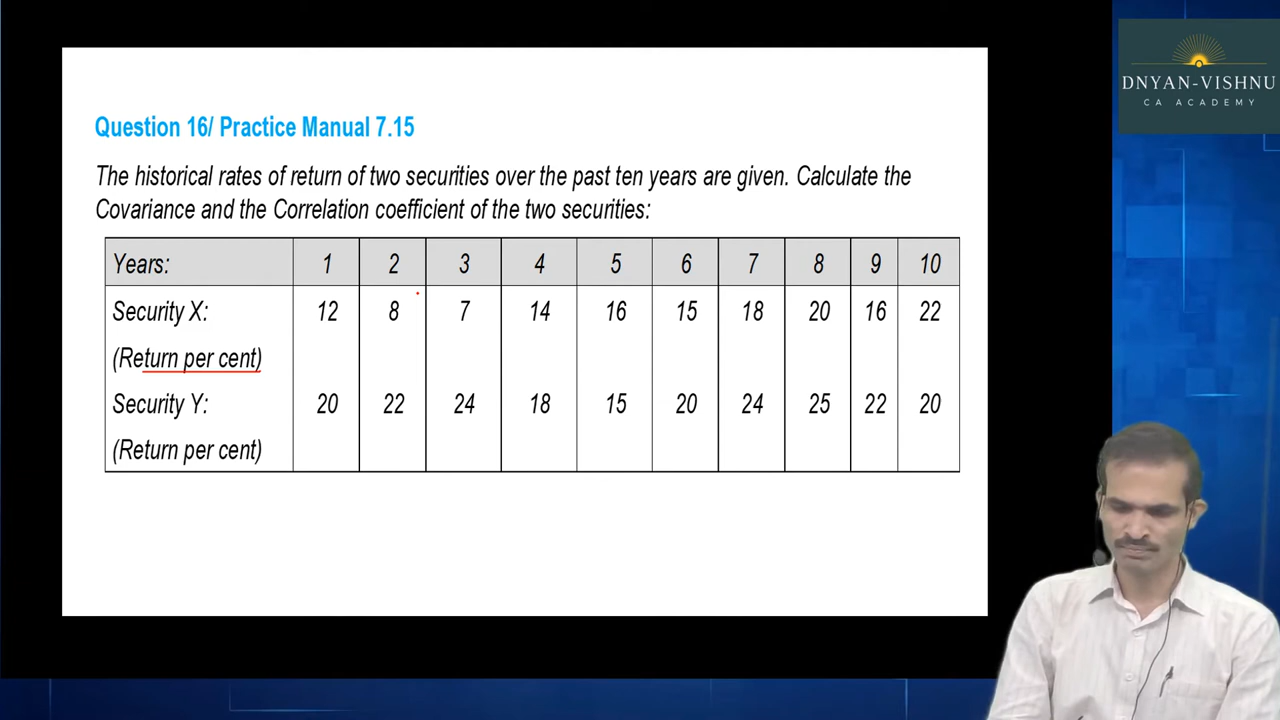 DNYAN-VISHNU
CA ACADEMY
Question 16/ Practice Manual 7.15
The historical rates of return of two securities over the past ten years are given. Calculate the
Covariance and the Correlation coefficient of the two securities:
Years: 1 2 3 4 5 6 7 8 9 10
Security X: 12 8 7 14 16 15 18 20 16 22
(Return per cent)
Security Y: 20 22 24 18 15 20 24 25 22 20
(Return per cent)